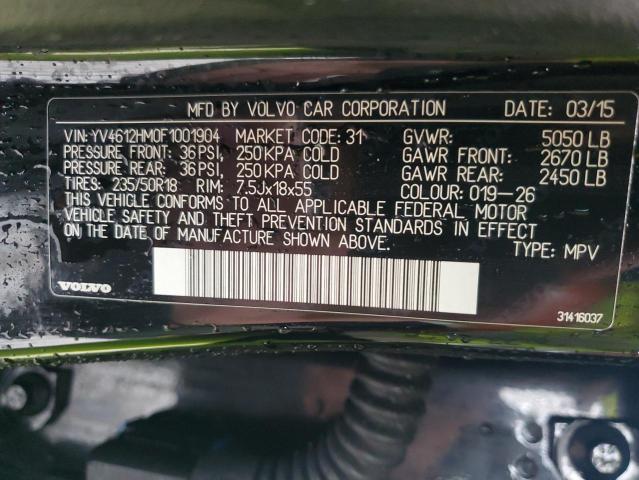 MFD BY VOLVO CAR CORPORATION DATE: 03/15
VIN: YV4612HM0F1001904 MARKET CODE: 31 GVWR: 5050 LB
PRESSURE FRONT: 36 PSI, 250 KPA COLD GAWR FRONT: 2670 LB
PRESSURE REAR: 36 PSI, 250 KPA COLD GAWR REAR: 2450 LB
TIRES: 235/50R18 RIM: 7.5Jx18x55 COLOUR: 019-26
THIS VEHICLE CONFORMS TO ALL APPLICABLE FEDERAL MOTOR
VEHICLE SAFETY AND THEFT PREVENTION STANDARDS IN EFFECT
ON THE DATE OF MANUFACTURE SHOWN ABOVE. TYPE: MPV
VOLVO 31416037